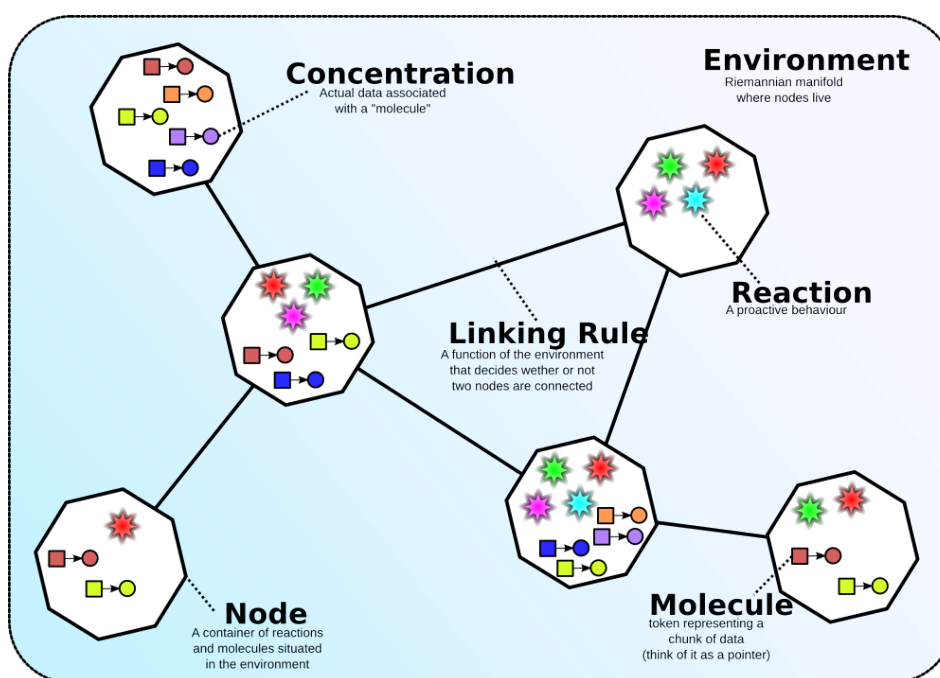 Concentration
Actual data associated
with a "molecule"
Environment
Riemannian manifold
where nodes live
Reaction
A proactive behaviour
Linking Rule
A function of the environment
that decides wether or not
two nodes are connected
Node
A container of reactions
and molecules situated
in the environment
Molecule
token representing a
chunk of data
(think of it as a pointer)